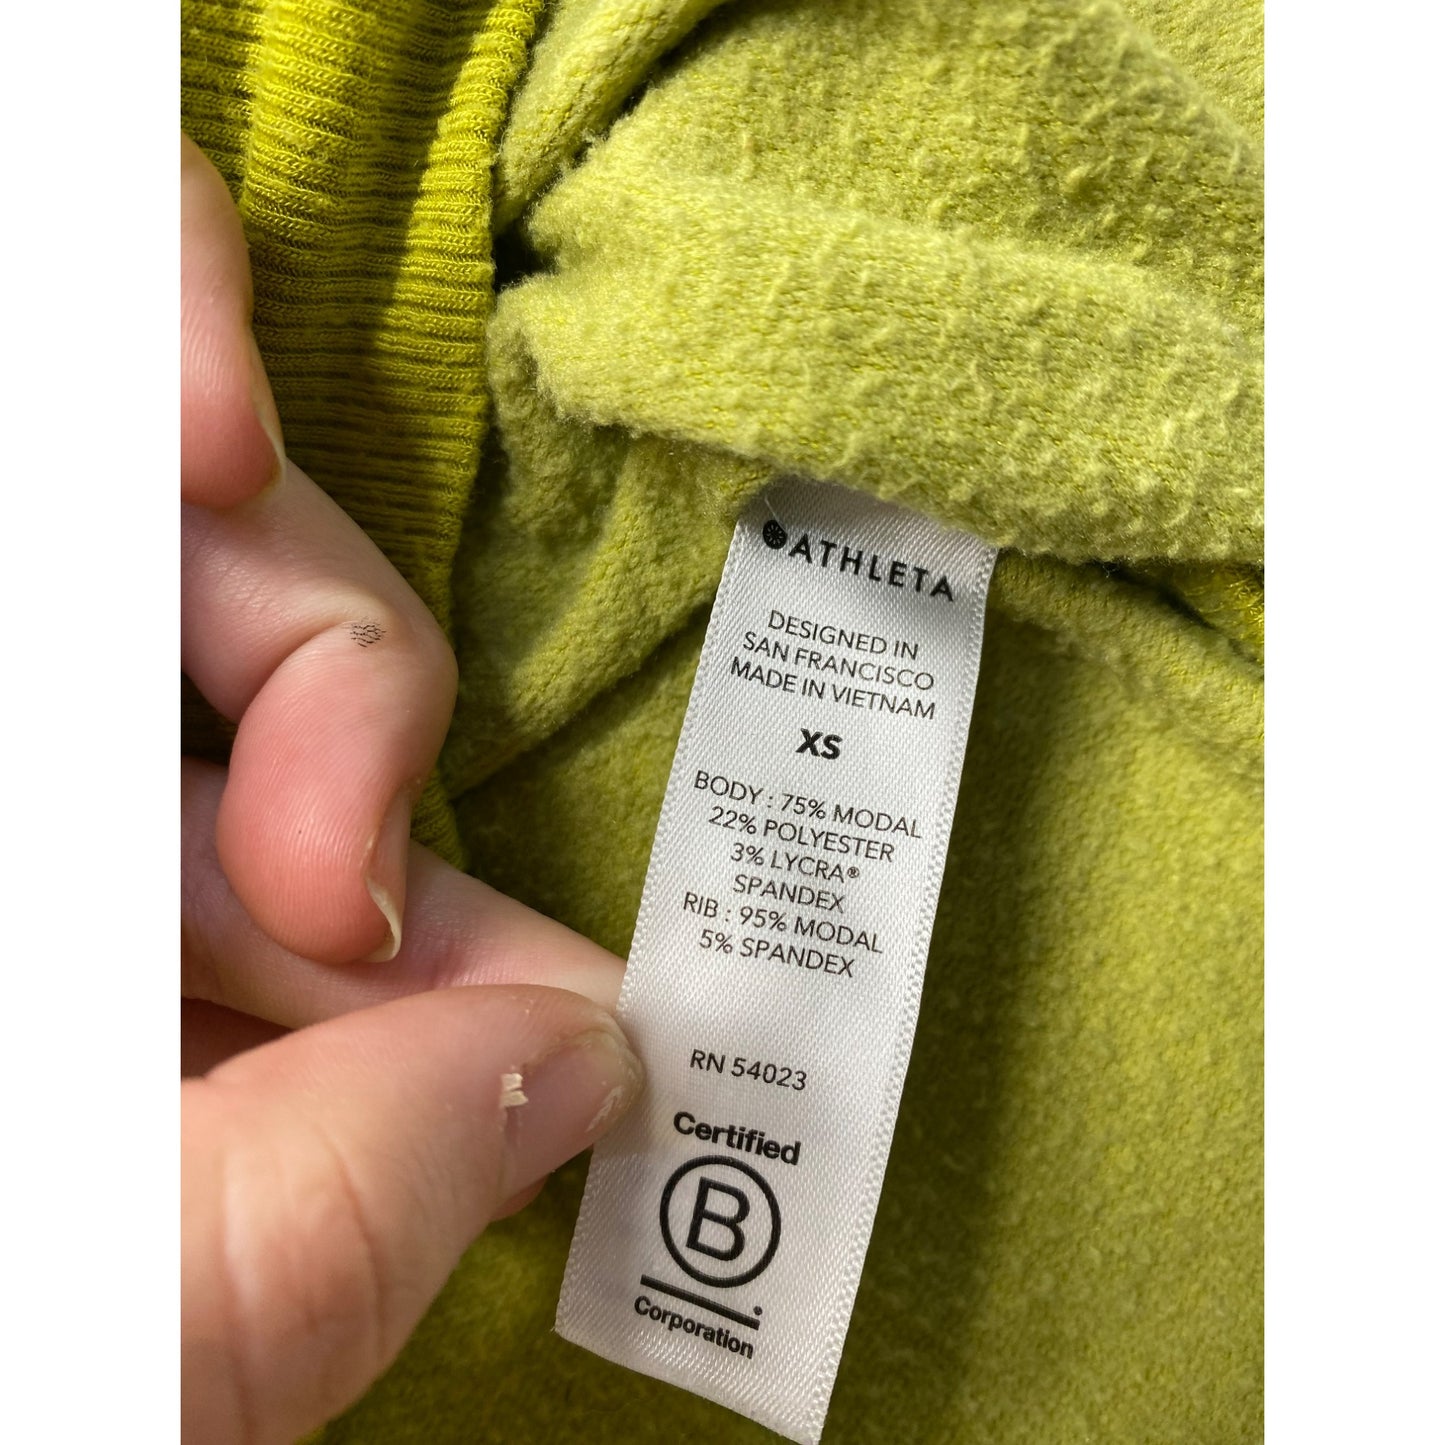 ATHLETA
DESIGNED IN
SAN FRANCISCO
MADE IN VIETNAM
XS
BODY : 75% MODAL
22% POLYESTER
3% LYCRA®
SPANDEX
RIB : 95% MODAL
5% SPANDEX
RN 54023
Certified
B
Corporation